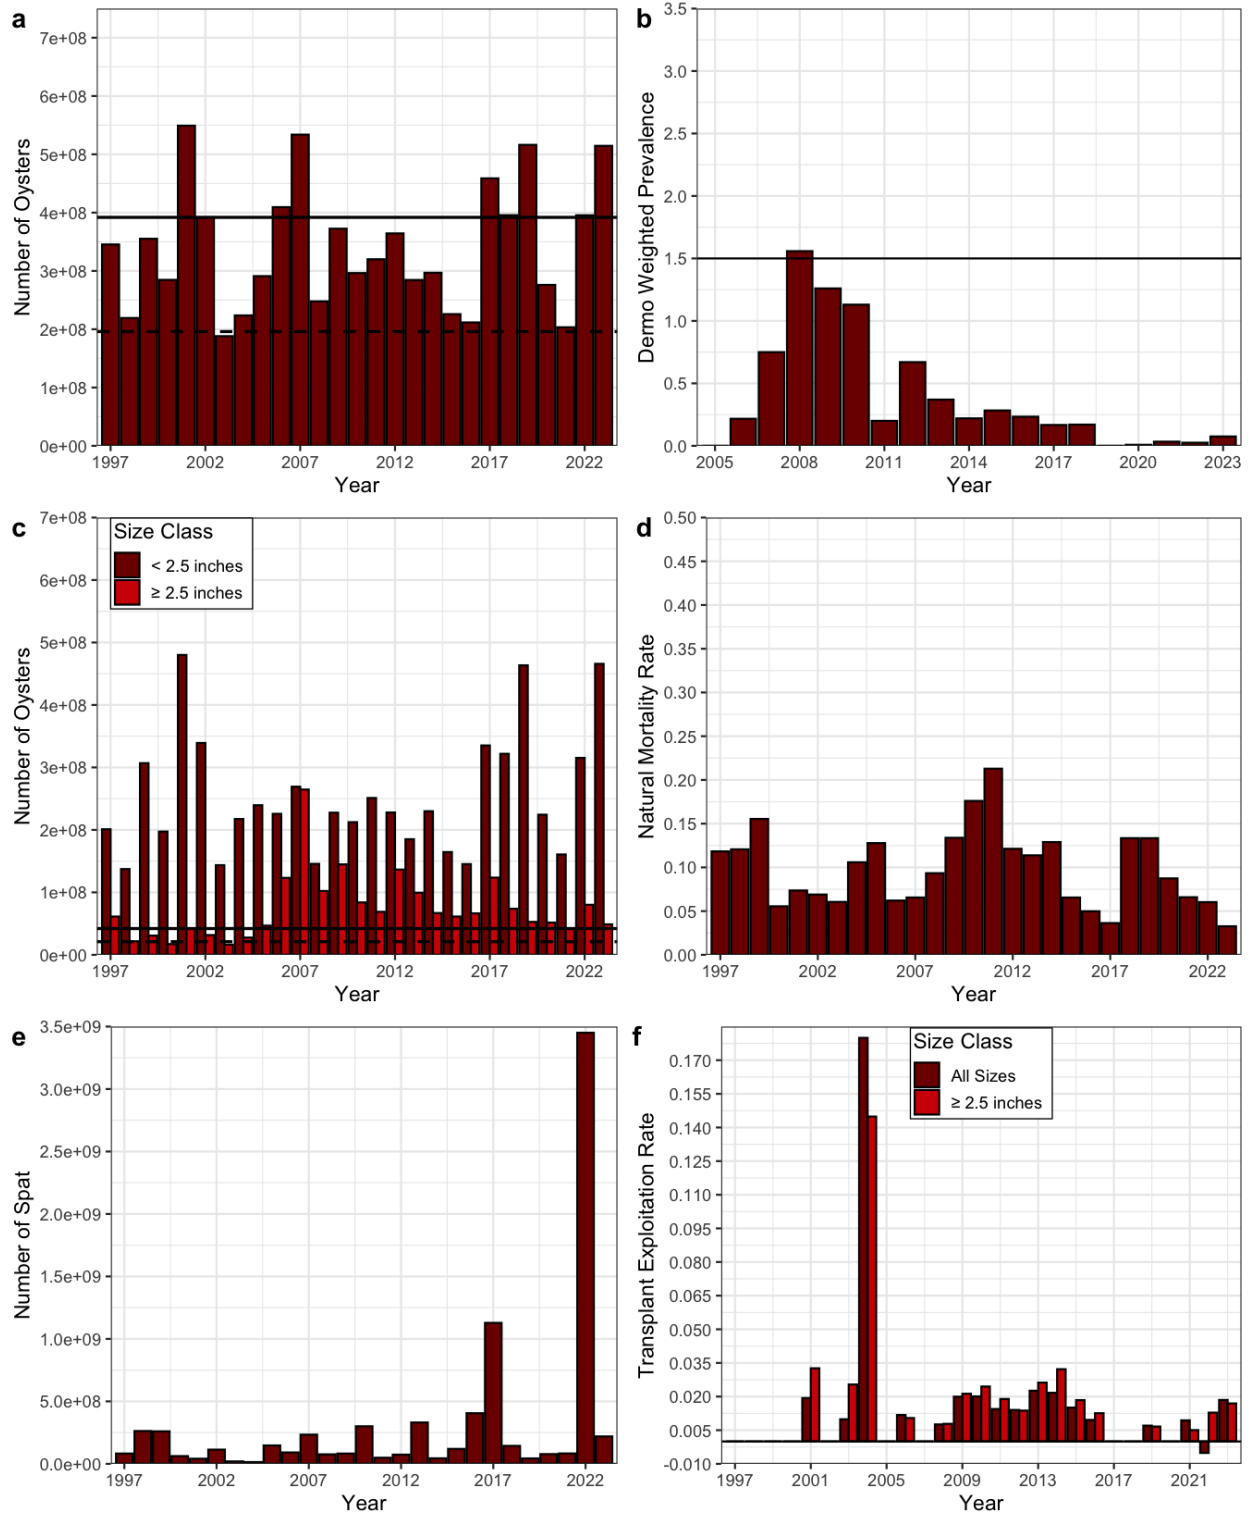 a
7e+08
6e+08
5e+08
4e+08
3e+08
2e+08
1e+08
0e+00
Number of Oysters
1997 2002 2007 2012 2017 2022
Year
b
3.5
3.0
2.5
2.0
1.5
1.0
0.5
0.0
Dermo Weighted Prevalence
2005 2008 2011 2014 2017 2020 2023
Year
c
7e+08
6e+08
5e+08
4e+08
3e+08
2e+08
1e+08
0e+00
Number of Oysters
Size Class
< 2.5 inches
≥ 2.5 inches
1997 2002 2007 2012 2017 2022
Year
d
0.50
0.45
0.40
0.35
0.30
0.25
0.20
0.15
0.10
0.05
0.00
Natural Mortality Rate
1997 2002 2007 2012 2017 2022
Year
e
3.5e+09
3.0e+09
2.5e+09
2.0e+09
1.5e+09
1.0e+09
5.0e+08
0.0e+00
Number of Spat
1997 2002 2007 2012 2017 2022
Year
f
0.170
0.155
0.140
0.125
0.110
0.095
0.080
0.065
0.050
0.035
0.020
0.005
-0.010
Transplant Exploitation Rate
Size Class
All Sizes
≥ 2.5 inches
1997 2001 2005 2009 2013 2017 2021
Year